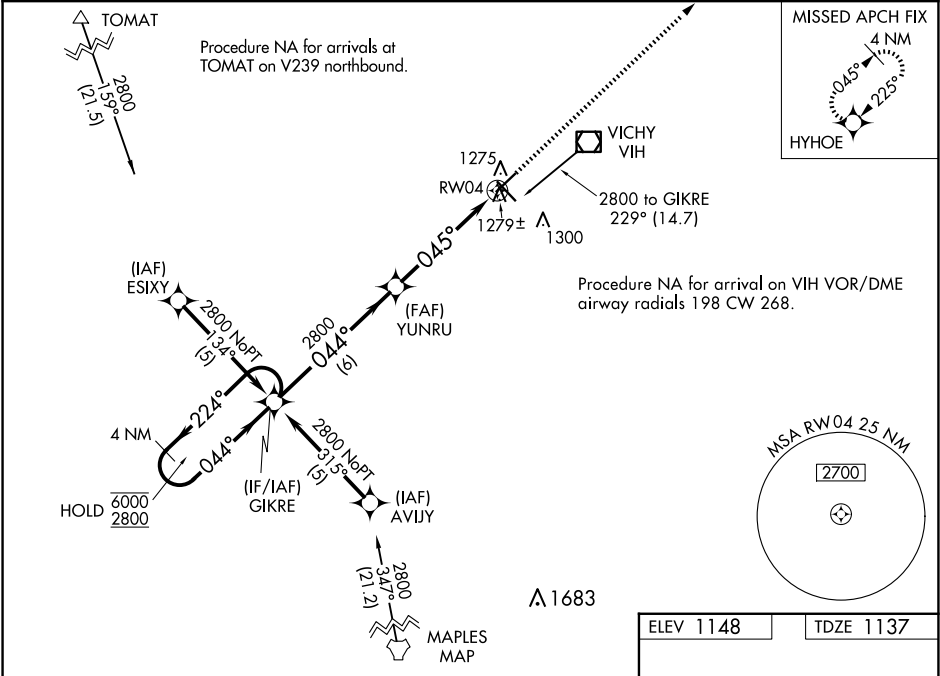 TOMAT
2800
159°
(21.5)
Procedure NA for arrivals at
TOMAT on V239 northbound.
MISSED APCH FIX
4 NM
045°
225°
HYHOE
VICHY
VIH
1275
RW04
1279±
1300
2800 to GIKRE
229° (14.7)
045°
Procedure NA for arrival on VIH VOR/DME
airway radials 198 CW 268.
(IAF)
ESIXY
2800 NoPT
134°
(5)
(FAF)
YUNRU
2800
044°
(6)
224°
4 NM
044°
HOLD
6000
2800
(IF/IAF)
GIKRE
2800 NoPT
315°
(5)
(IAF)
AVIJY
2800
347°
(21.2)
MAPLES
MAP
1683
MSA RW04 25 NM
2700
ELEV 1148
TDZE 1137